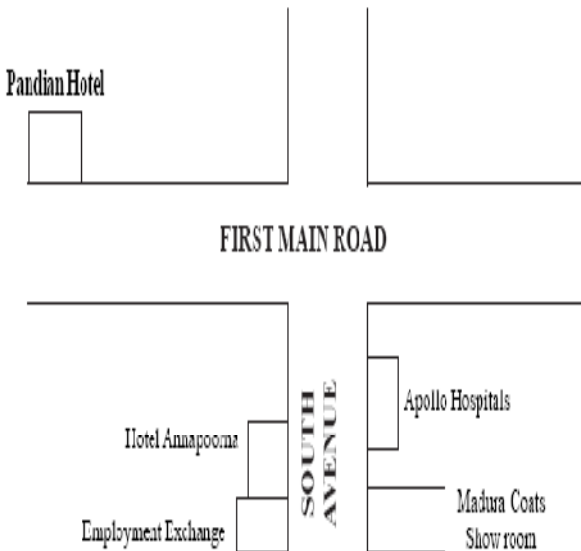 Pandian Hotel
FIRST MAIN ROAD
SOUTH
AVENUE
Apollo Hospitals
Hotel Annapoorna
Madura Coats
Show room
Employment Exchange